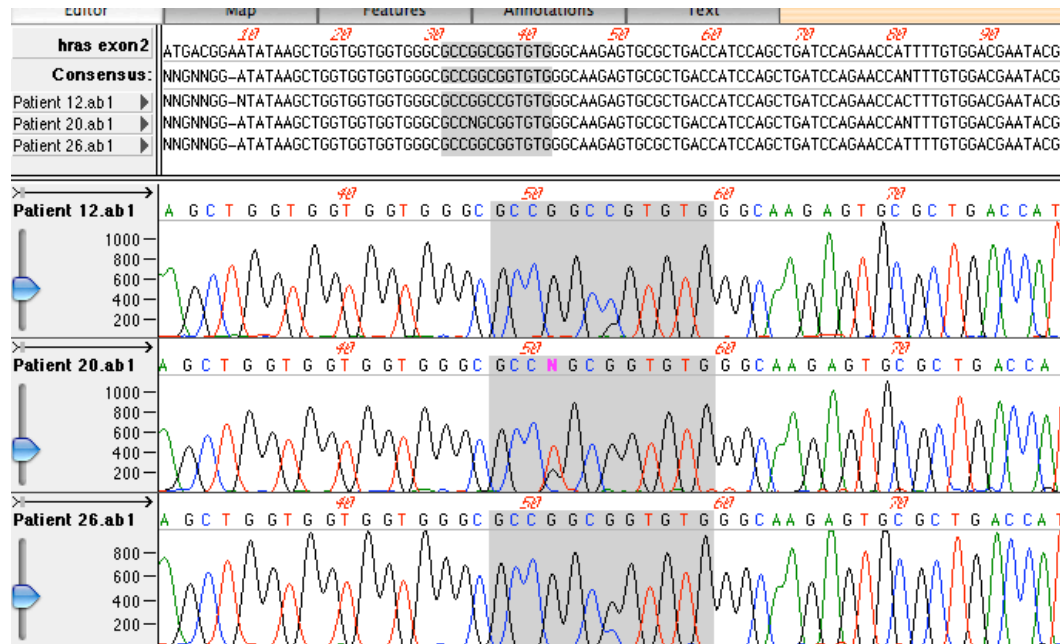 Editor Map Features Annotations Text
10 20 30 40 50 60 70 80 90
hras exon2 ATGACGGAATATAAGCTGGTGGTGGTGGGCGCCGGCGGTGTGGGCAAGAGTGCGCTGACCATCCAGCTGATCCAGAACCATTTTGTGGACGAATACG
Consensus: NNGNNGG-ATATAAGCTGGTGGTGGTGGGCGCCGGCGGTGTGGGCAAGAGTGCGCTGACCATCCAGCTGATCCAGAACCANTTTGTGGACGAATACG
Patient 12.ab1 NNGNNGG-NTATAAGCTGGTGGTGGTGGGCGCCGGCCGTGTGGGCAAGAGTGCGCTGACCATCCAGCTGATCCAGAACCACTTTGTGGACGAATACG
Patient 20.ab1 NNGNNGG-ATATAAGCTGGTGGTGGTGGGCGCCNGCGGTGTGGGCAAGAGTGCGCTGACCATCCAGCTGATCCAGAACCANTTTGTGGACGAATACG
Patient 26.ab1 NNGNNGG-ATATAAGCTGGTGGTGGTGGGCGCCGGCGGTGTGGGCAAGAGTGCGCTGACCATCCAGCTGATCCAGAACCATTTTGTGGACGAATACG
40 50 60 70
Patient 12.ab1 A G C T G G T G G T G G T G G G C G C C G G C C G T G T G G G C A A G A G T G C G C T G A C C A T
1000
800
600
400
200
40 50 60 70
Patient 20.ab1 A G C T G G T G G T G G T G G G C G C C N G C G G T G T G G G C A A G A G T G C G C T G A C C A
1000
800
600
400
200
40 50 60 70
Patient 26.ab1 A G C T G G T G G T G G T G G G C G C C G G C G G T G T G G G C A A G A G T G C G C T G A C C A T
800
600
400
200